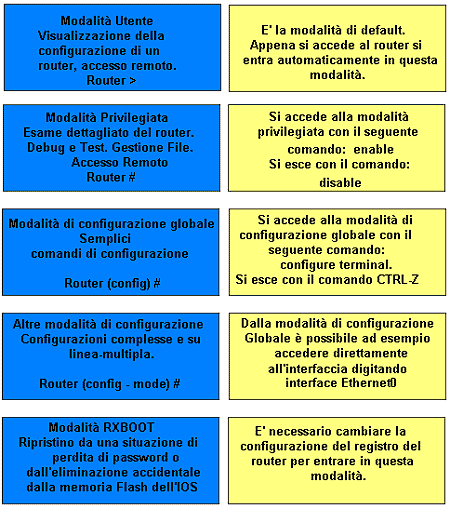 Modalità Utente
Visualizzazione della
configurazione di un
router, accesso remoto.
Router >
E' la modalità di default.
Appena si accede al router si
entra automaticamente in questa
modalità.
Modalità Privilegiata
Esame dettagliato del router.
Debug e Test. Gestione File.
Accesso Remoto
Router #
Si accede alla modalità
privilegiata con il seguente
comando: enable
Si esce con il comando:
disable
Modalità di configurazione globale
Semplici
comandi di configurazione
Router (config) #
Si accede alla modalità di
configurazione globale con il
seguente comando:
configure terminal.
Si esce con il comando CTRL-Z
Altre modalità di configurazione
Configurazioni complesse e su
linea-multipla.
Router (config - mode) #
Dalla modalità di configurazione
Globale è possibile ad esempio
accedere direttamente
all'interfaccia digitando
interface Ethernet0
Modalità RXBOOT
Ripristino da una situazione di
perdita di password o
dall'eliminazione accidentale
dalla memoria Flash dell'IOS
E' necessario cambiare la
configurazione del registro del
router per entrare in questa
modalità.